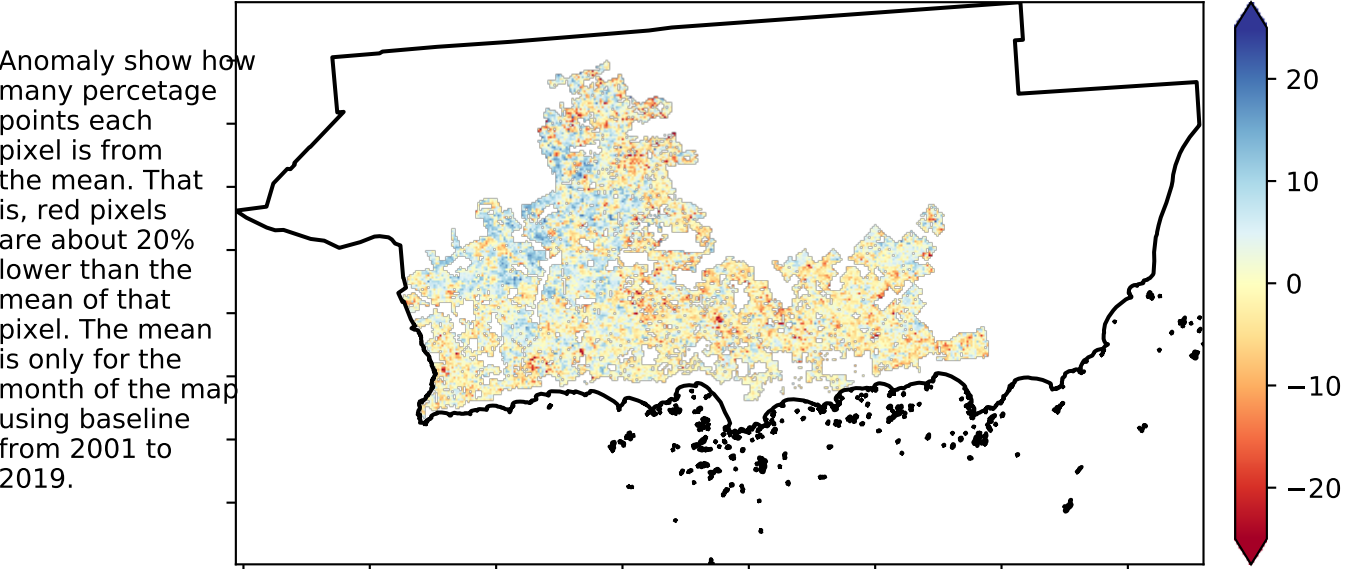 Anomaly show how
many percetage
points each
pixel is from
the mean. That
is, red pixels
are about 20%
lower than the
mean of that
pixel. The mean
is only for the
month of the map
using baseline
from 2001 to
2019.
20
10
0
−10
−20